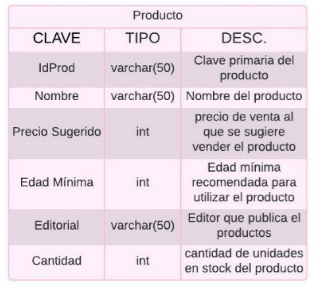 Producto
CLAVE TIPO DESC.
IdProd varchar(50) Clave primaria del
producto
Nombre varchar(50) Nombre del producto
Precio Sugerido int precio de venta al
que se sugiere
vender el producto
Edad Mínima int Edad mínima
recomendada para
utilizar el producto
Editorial varchar(50) Editor que publica el
productos
Cantidad int cantidad de unidades
en stock del producto